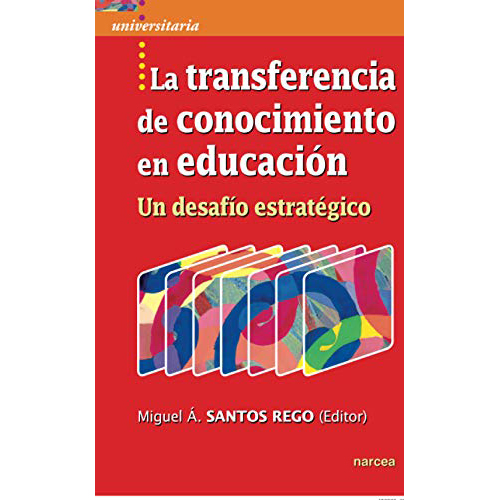 universitaria
La transferencia
de conocimiento
en educación
Un desafío estratégico
Miguel Á. SANTOS REGO (Editor)
narcea